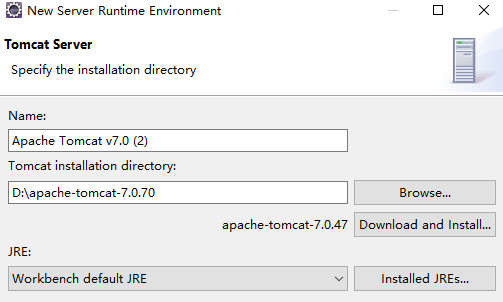 New Server Runtime Environment
Tomcat Server
Specify the installation directory
Name:
Apache Tomcat v7.0 (2)
Tomcat installation directory:
D:\apache-tomcat-7.0.70
Browse...
apache-tomcat-7.0.47
Download and Install...
JRE:
Workbench default JRE
Installed JREs...